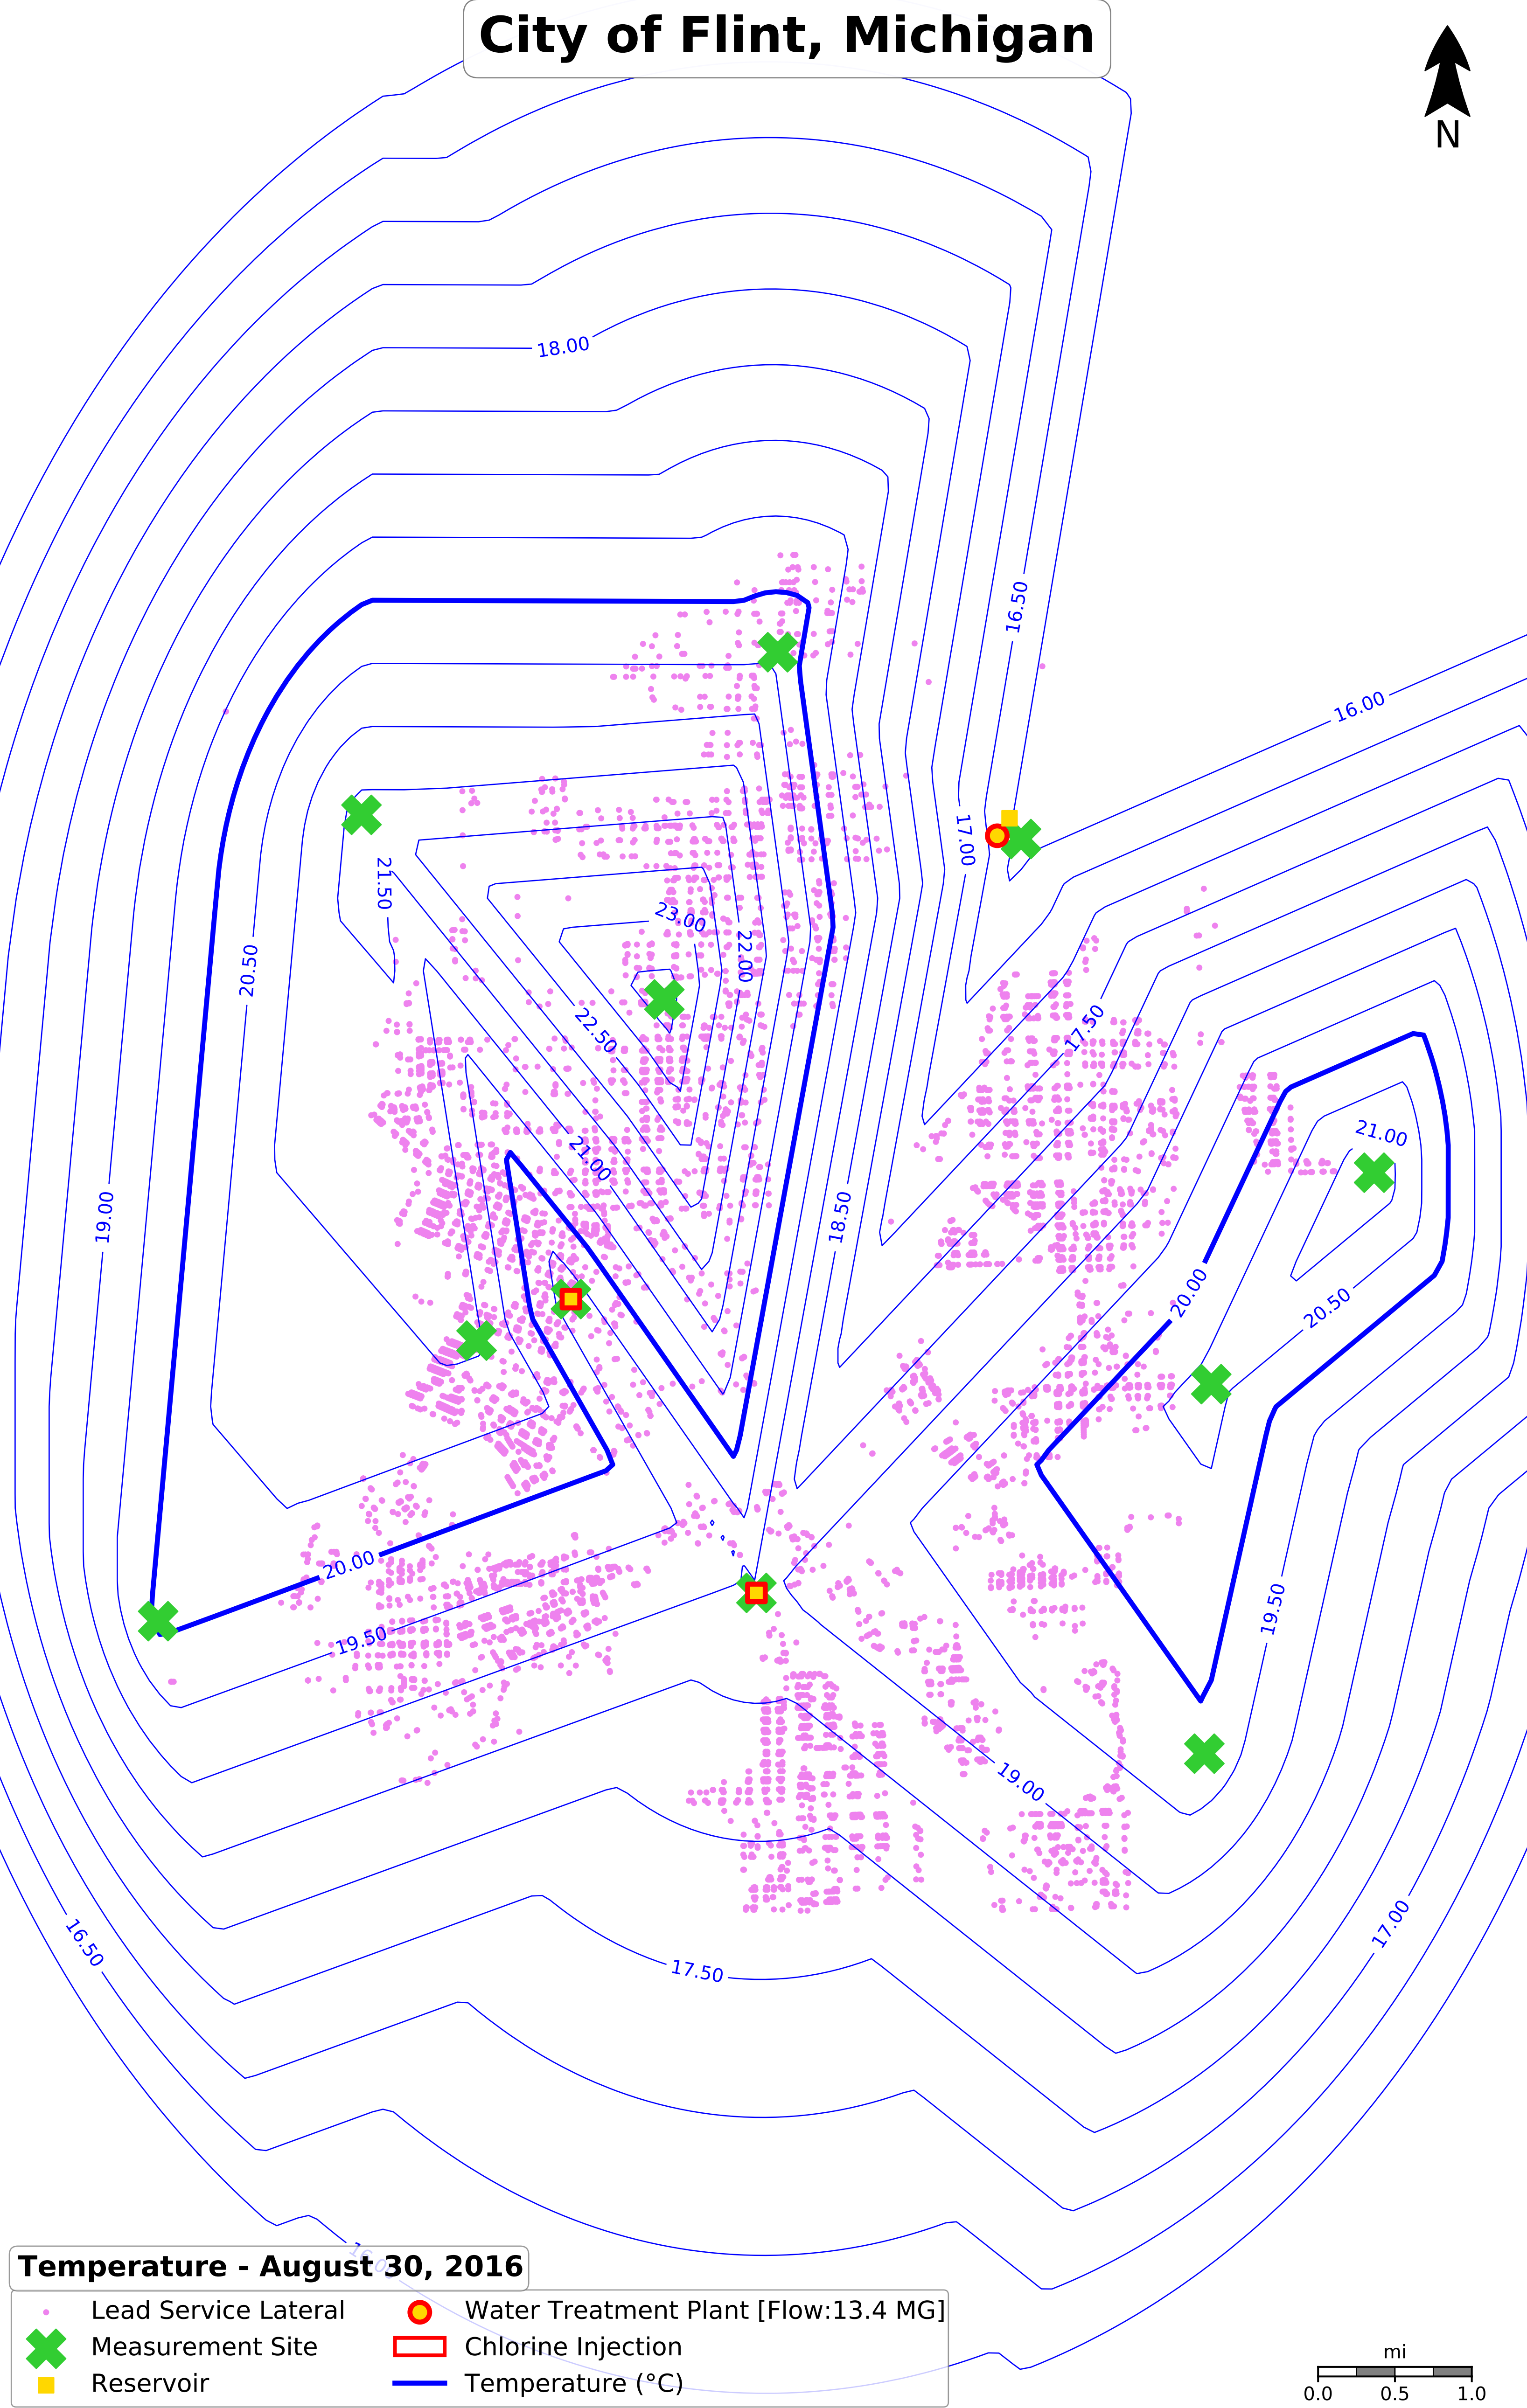 City of Flint, Michigan
N
18.00
16.50
16.00
17.00
21.50
23.00
22.00
20.50
22.50
17.50
21.00
21.00
19.00
18.50
20.00
20.50
20.00
19.50
19.50
19.00
16.50
17.00
17.50
Temperature - August 30, 2016
Lead Service Lateral
Measurement Site
Reservoir
Water Treatment Plant [Flow:13.4 MG]
Chlorine Injection
Temperature (°C)
mi
0.0 0.5 1.0